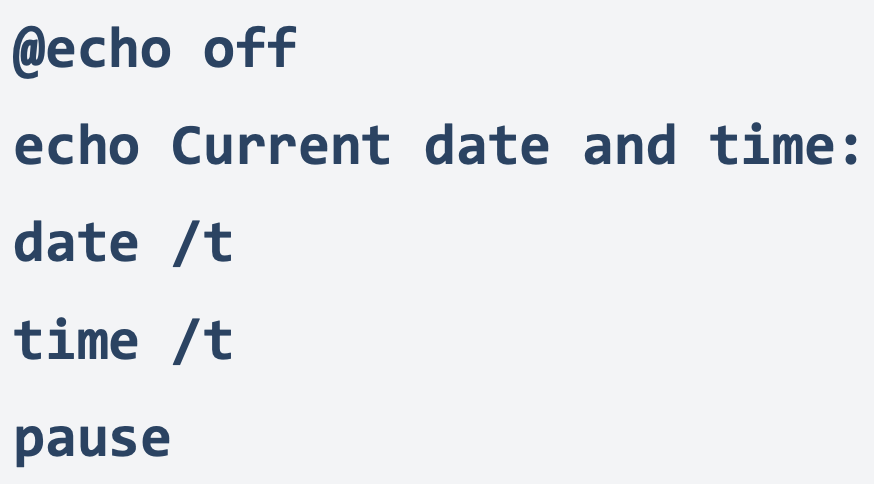 @echo off
echo Current date and time:
date /t
time /t
pause